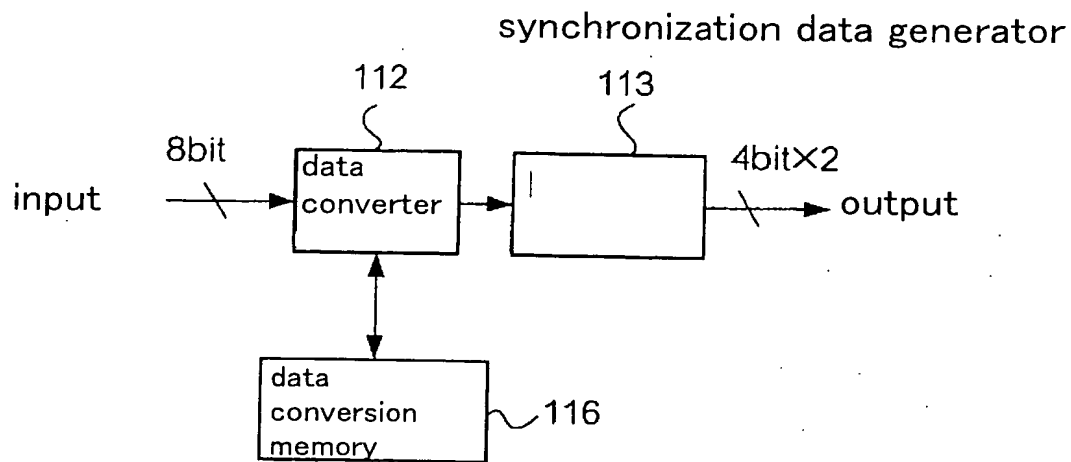 synchronization data generator
112
113
8bit
4bit×2
input
data
converter
output
data
conversion
memory
116